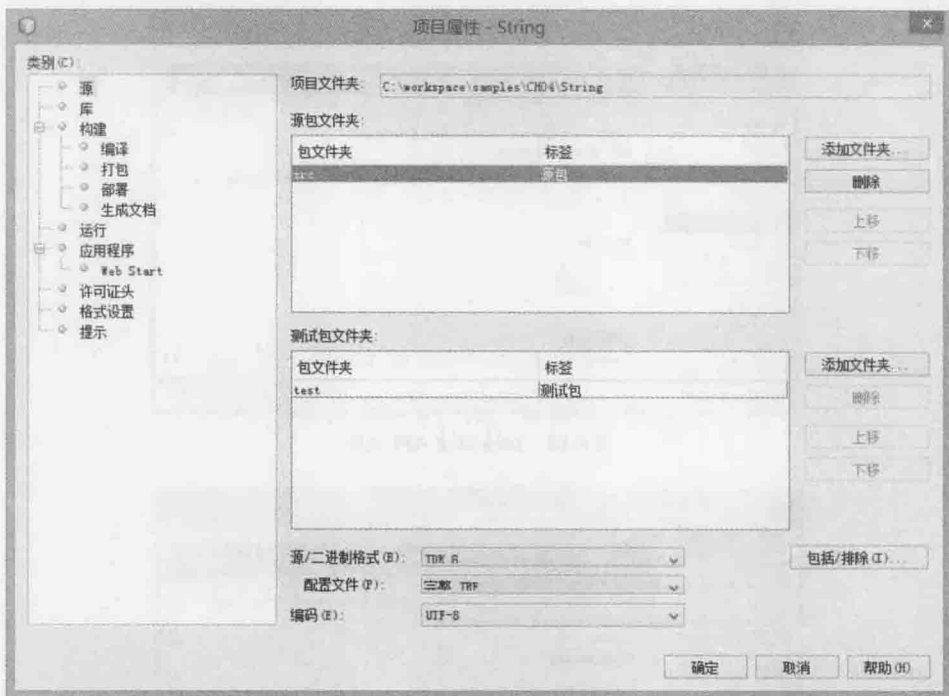 项目属性 - String
类别(C):
源
库
构建
编译
打包
部署
生成文档
运行
应用程序
Web Start
许可证头
格式设置
提示
项目文件夹: C:\workspace\samples\CH04\String
源包文件夹:
包文件夹 标签
src 源包
添加文件夹...
删除
上移
下移
测试包文件夹:
包文件夹 标签
test 测试包
添加文件夹...
删除
上移
下移
源/二进制格式(B):
包括/排除(I)...
配置文件(P): 完整
编码(E): UTF-8
确定 取消 帮助(H)